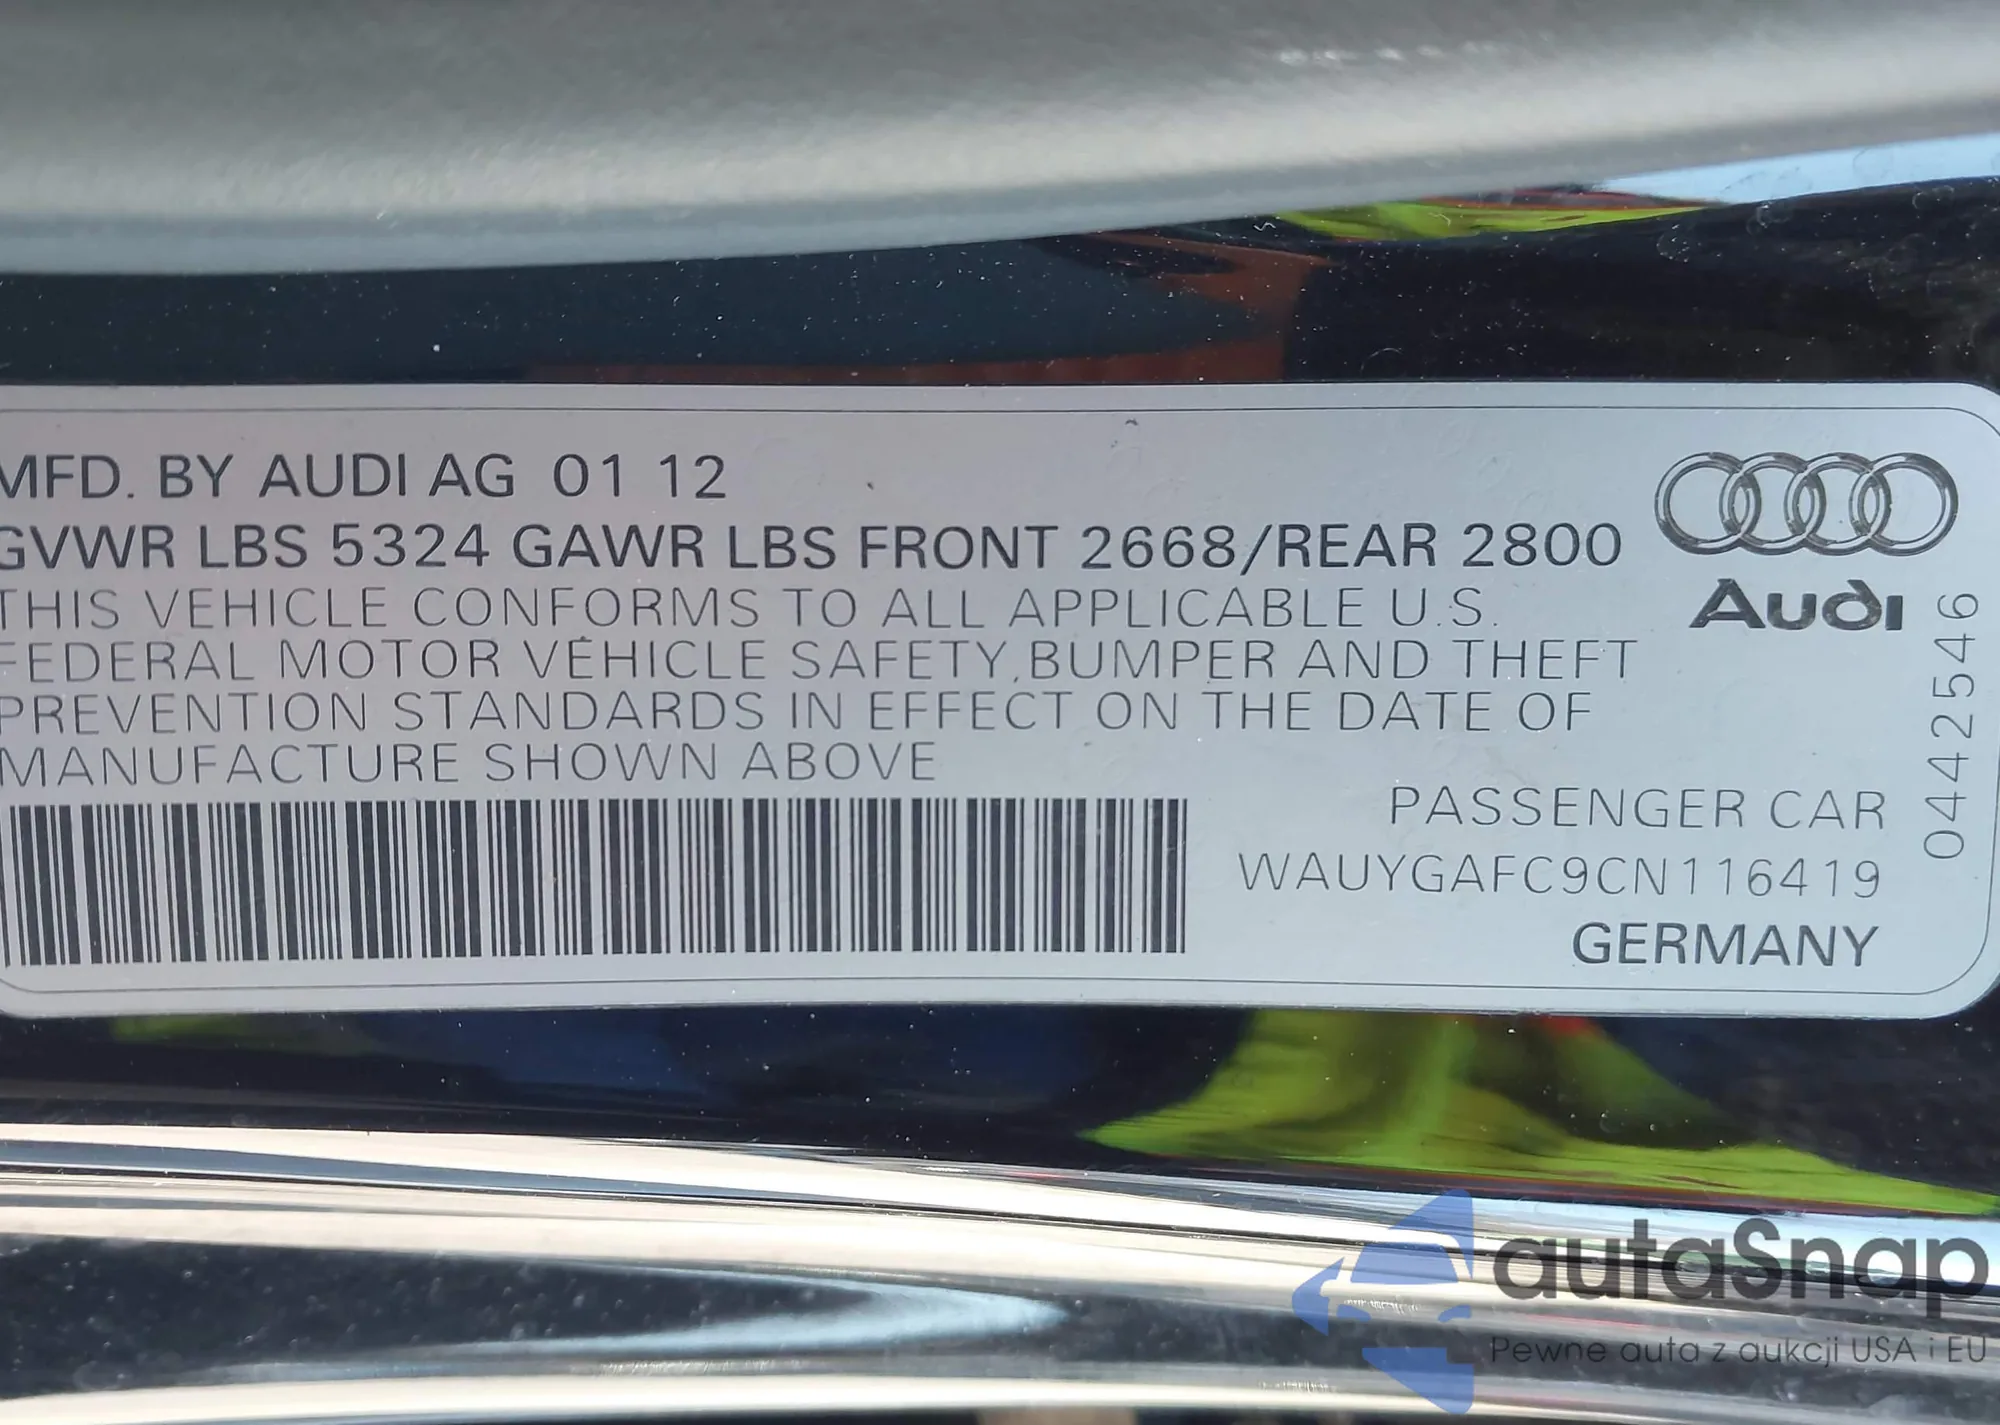 MFD. BY AUDI AG 01 12
GVWR LBS 5324 GAWR LBS FRONT 2668/REAR 2800
THIS VEHICLE CONFORMS TO ALL APPLICABLE U.S.
FEDERAL MOTOR VEHICLE SAFETY,BUMPER AND THEFT
PREVENTION STANDARDS IN EFFECT ON THE DATE OF
MANUFACTURE SHOWN ABOVE
Audi
0442546
PASSENGER CAR
WAUYGAFC9CN116419
GERMANY
autaSnap
Pewne auta z aukcji USA i EU